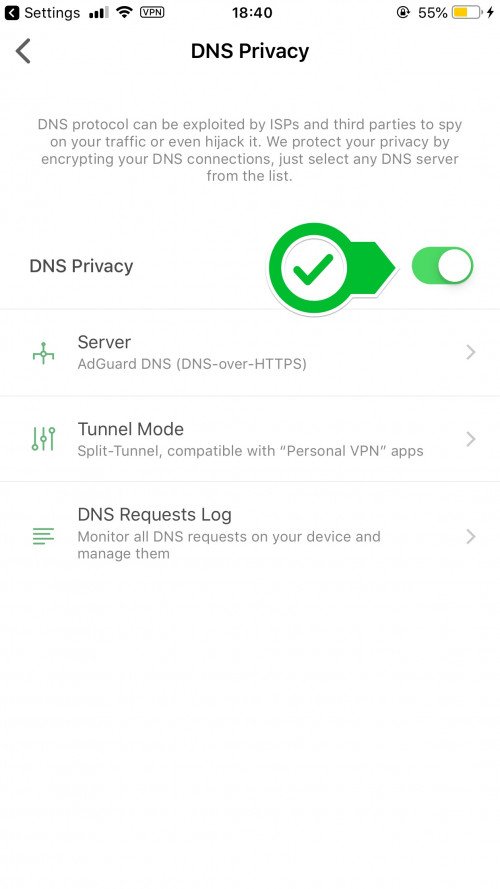 Settings VPN 18:40 55%
DNS Privacy
DNS protocol can be exploited by ISPs and third parties to spy
on your traffic or even hijack it. We protect your privacy by
encrypting your DNS connections, just select any DNS server
from the list.
DNS Privacy
Server
AdGuard DNS (DNS-over-HTTPS)
Tunnel Mode
Split-Tunnel, compatible with “Personal VPN” apps
DNS Requests Log
Monitor all DNS requests on your device and
manage them